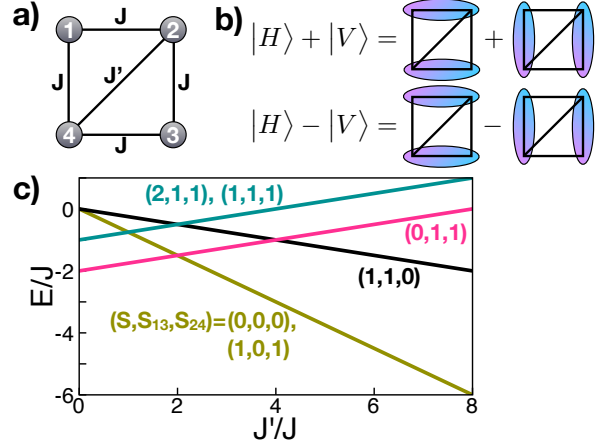 a)
1
J
2
J
J'
J
4
J
3
b)
|H⟩ + |V⟩ = +
|H⟩ − |V⟩ = −
c)
E/J
0
-2
-4
-6
(2,1,1), (1,1,1)
(0,1,1)
(1,1,0)
(S,S₁₃,S₂₄)=(0,0,0),
(1,0,1)
0
2
4
6
8
J'/J